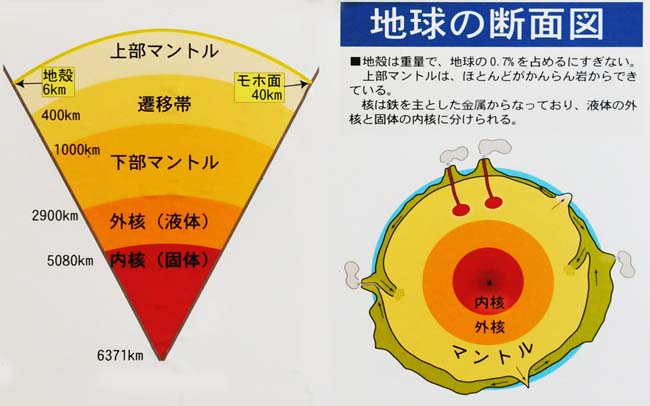 上部マントル
地殻
6km
モホ面
40km
遷移帯
400km
1000km
下部マントル
2900km
外核（液体）
5080km
内核（固体）
6371km
地球の断面図
■地殻は重量で、地球の0.7%を占めるにすぎない。
上部マントルは、ほとんどがかんらん岩からでき
ている。
核は鉄を主とした金属からなっており、液体の外
核と固体の内核に分けられる。
内核
外核
マントル